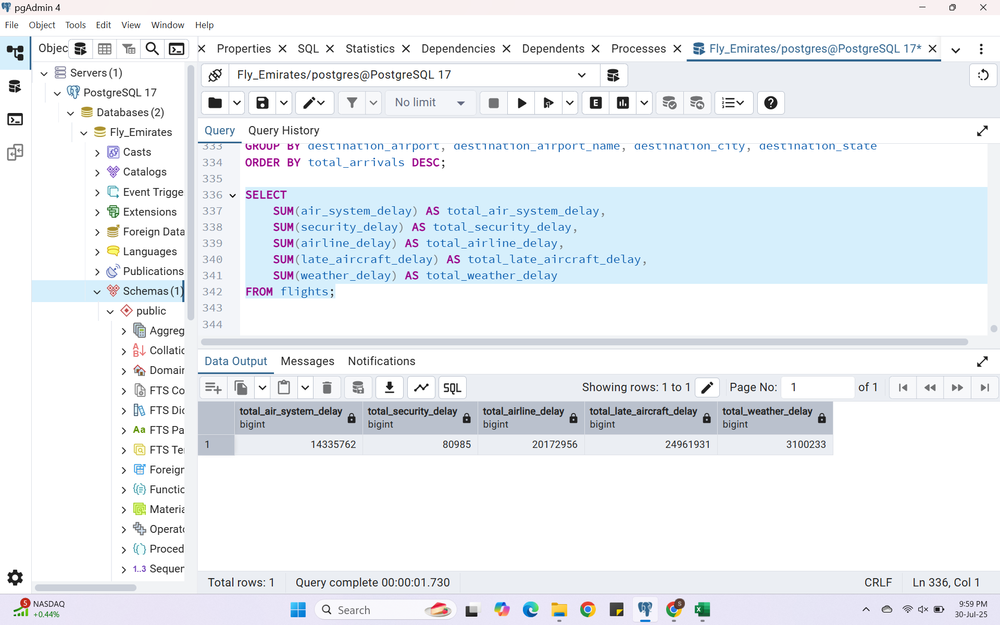 pgAdmin 4
File Object Tools Edit View Window Help
Objec
Properties SQL Statistics Dependencies Dependents Processes Fly_Emirates/postgres@PostgreSQL 17*
Servers (1)
PostgreSQL 17
Databases (2)
Fly_Emirates
Casts
Catalogs
Event Trigge
Extensions
Foreign Data
Languages
Publications
Schemas (1)
public
Aggreg
Collatic
Domair
FTS Co
FTS Dic
Aa FTS Pa
FTS Te
Foreigr
Functic
Materia
Operato
Proced
1..3 Sequer
Fly_Emirates/postgres@PostgreSQL 17
No limit
E
Query Query History
333 GROUP BY destination_airport, destination_airport_name, destination_city, destination_state
334 ORDER BY total_arrivals DESC;
335
336 SELECT
337 SUM(air_system_delay) AS total_air_system_delay,
338 SUM(security_delay) AS total_security_delay,
339 SUM(airline_delay) AS total_airline_delay,
340 SUM(late_aircraft_delay) AS total_late_aircraft_delay,
341 SUM(weather_delay) AS total_weather_delay
342 FROM flights;
343
344
Data Output Messages Notifications
SQL Showing rows: 1 to 1 Page No: 1 of 1
total_air_system_delay total_security_delay total_airline_delay total_late_aircraft_delay total_weather_delay
bigint bigint bigint bigint bigint
1 14335762 80985 20172956 24961931 3100233
Total rows: 1 Query complete 00:00:01.730 CRLF Ln 336, Col 1
5 NASDAQ
+0.44%
Search
S
9:59 PM
30-Jul-25